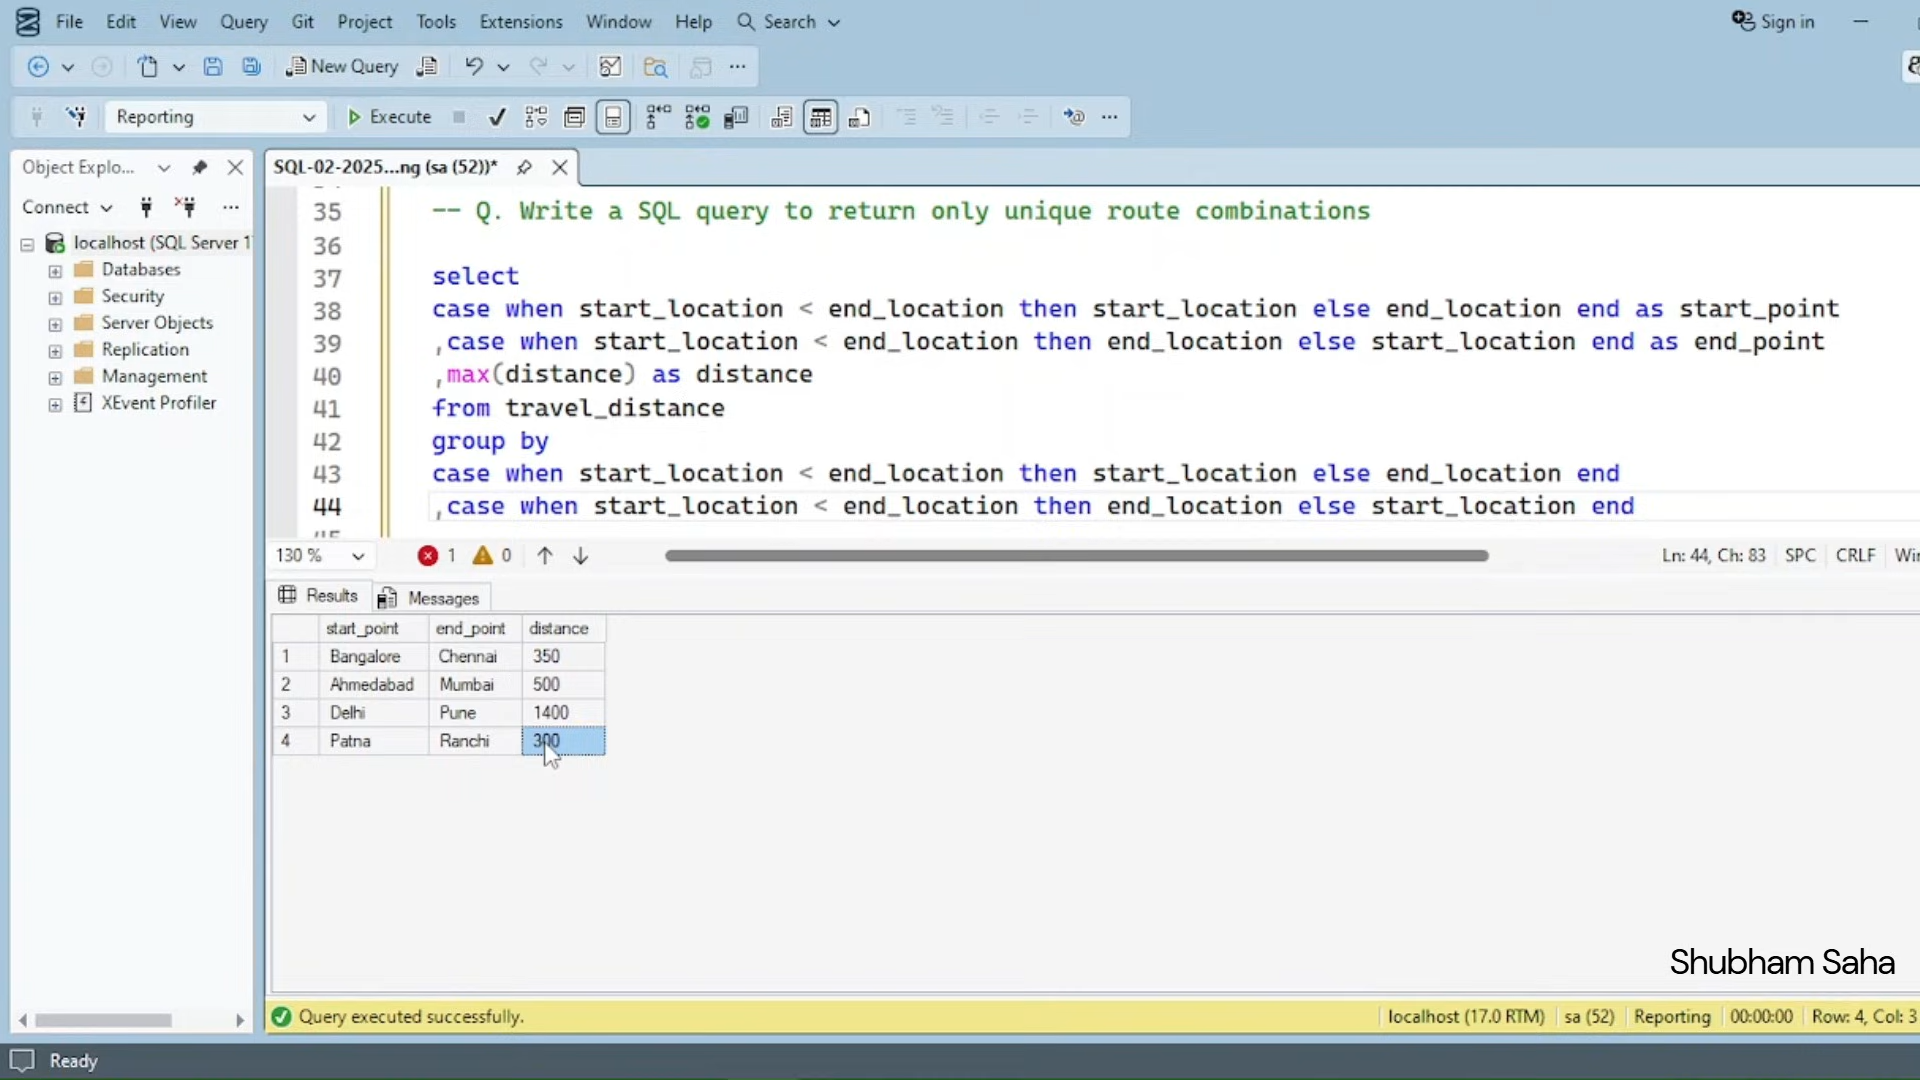 File Edit View Query Git Project Tools Extensions Window Help Search Sign in
New Query
Reporting Execute
Object Explo... SQL-02-2025...ng (sa (52))*
Connect
localhost (SQL Server 1
Databases
Security
Server Objects
Replication
Management
XEvent Profiler
35 -- Q. Write a SQL query to return only unique route combinations
36
37 select
38 case when start_location < end_location then start_location else end_location end as start_point
39 ,case when start_location < end_location then end_location else start_location end as end_point
40 ,max(distance) as distance
41 from travel_distance
42 group by
43 case when start_location < end_location then start_location else end_location end
44 ,case when start_location < end_location then end_location else start_location end
130 % 1 0 Ln: 44, Ch: 83 SPC CRLF Win
Results Messages
start_point end_point distance
1 Bangalore Chennai 350
2 Ahmedabad Mumbai 500
3 Delhi Pune 1400
4 Patna Ranchi 300
Shubham Saha
Query executed successfully. localhost (17.0 RTM) sa (52) Reporting 00:00:00 Row: 4, Col: 3
Ready